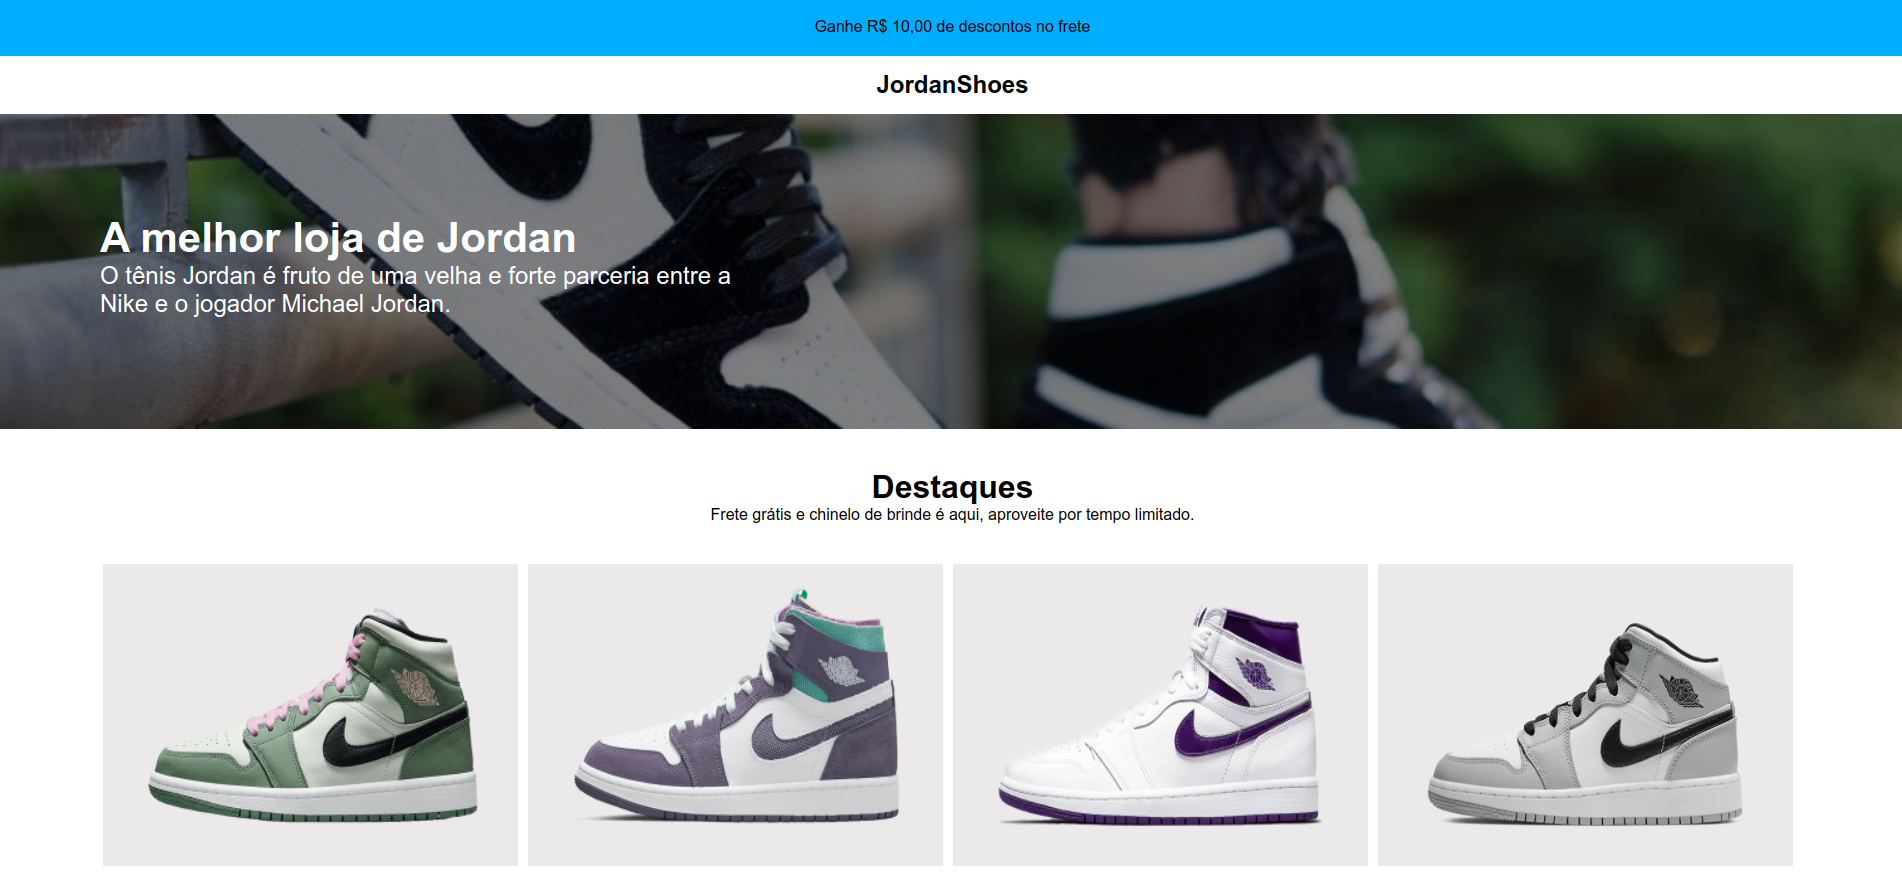 Ganhe R$ 10,00 de descontos no frete
JordanShoes
A melhor loja de Jordan
O tênis Jordan é fruto de uma velha e forte parceria entre a
Nike e o jogador Michael Jordan.
Destaques
Frete grátis e chinelo de brinde é aqui, aproveite por tempo limitado.